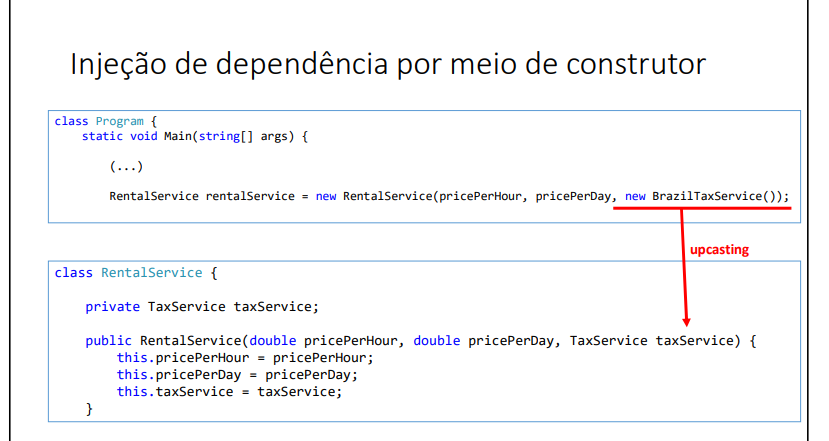 Injeção de dependência por meio de construtor
class Program {
static void Main(string[] args) {
(...)
RentalService rentalService = new RentalService(pricePerHour, pricePerDay, new BrazilTaxService());
upcasting
class RentalService {
private TaxService taxService;
public RentalService(double pricePerHour, double pricePerDay, TaxService taxService) {
this.pricePerHour = pricePerHour;
this.pricePerDay = pricePerDay;
this.taxService = taxService;
}